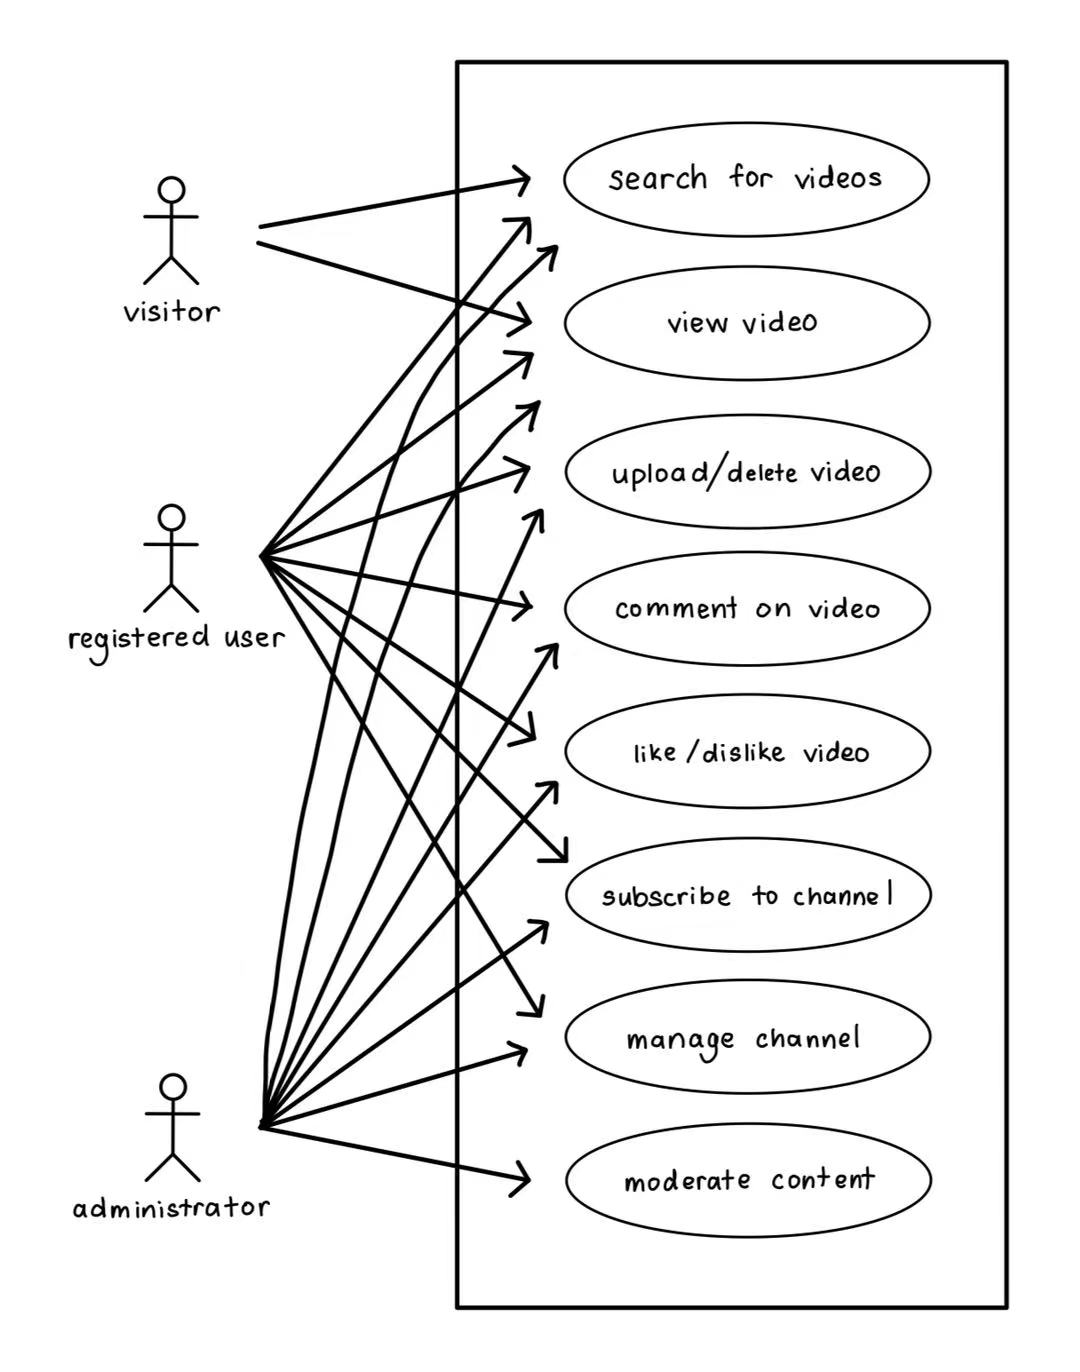 search for videos
visitor
view video
upload/delete video
comment on video
registered user
like/dislike video
subscribe to channel
manage channel
moderate content
administrator